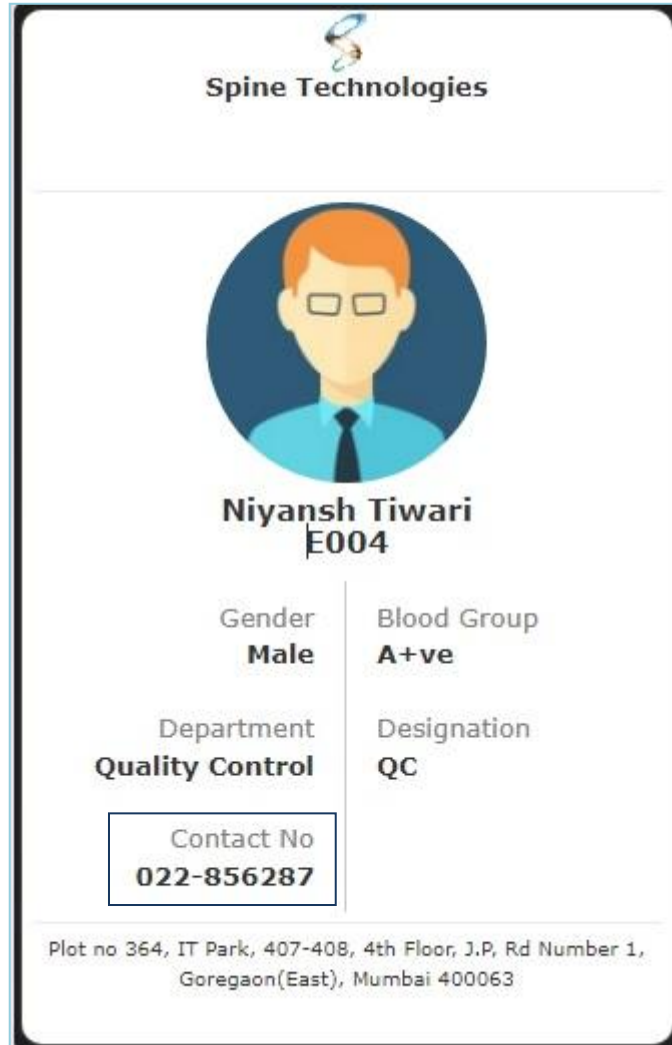 Spine Technologies
Niyansh Tiwari
E004
Gender
Male
Blood Group
A+ve
Department
Quality Control
Designation
QC
Contact No
022-856287
Plot no 364, IT Park, 407-408, 4th Floor, J.P, Rd Number 1,
Goregaon(East), Mumbai 400063